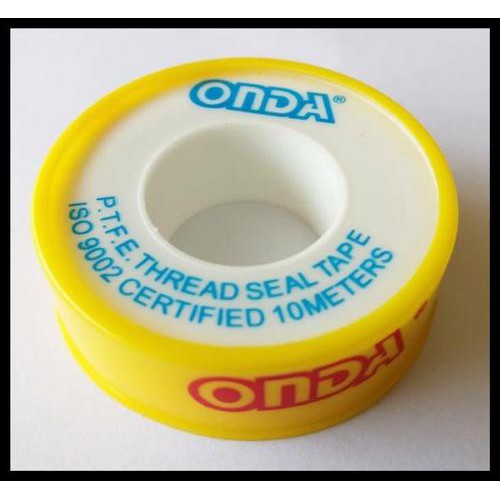 ONDA®
P.T.F.E. THREAD SEAL TAPE
ISO 9002 CERTIFIED 10METERS
ONDA